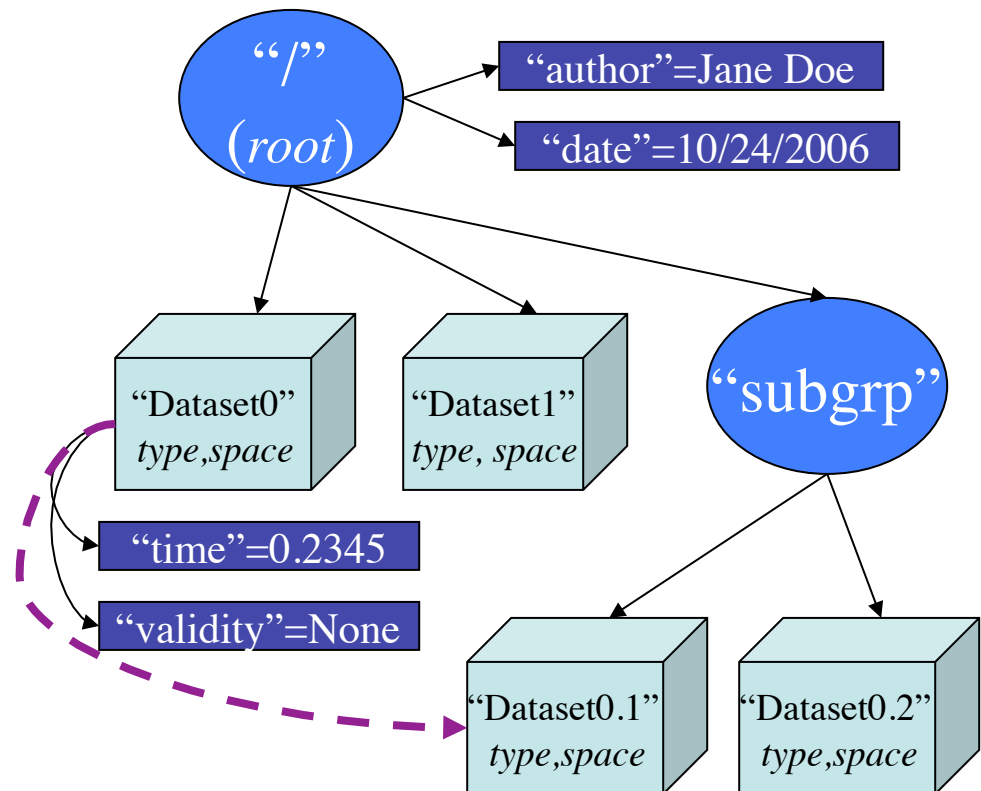 “/”
(root)
“author”=Jane Doe
“date”=10/24/2006
“Dataset0”
type,space
“Dataset1”
type, space
“subgrp”
“time”=0.2345
“validity”=None
“Dataset0.1”
type,space
“Dataset0.2”
type,space